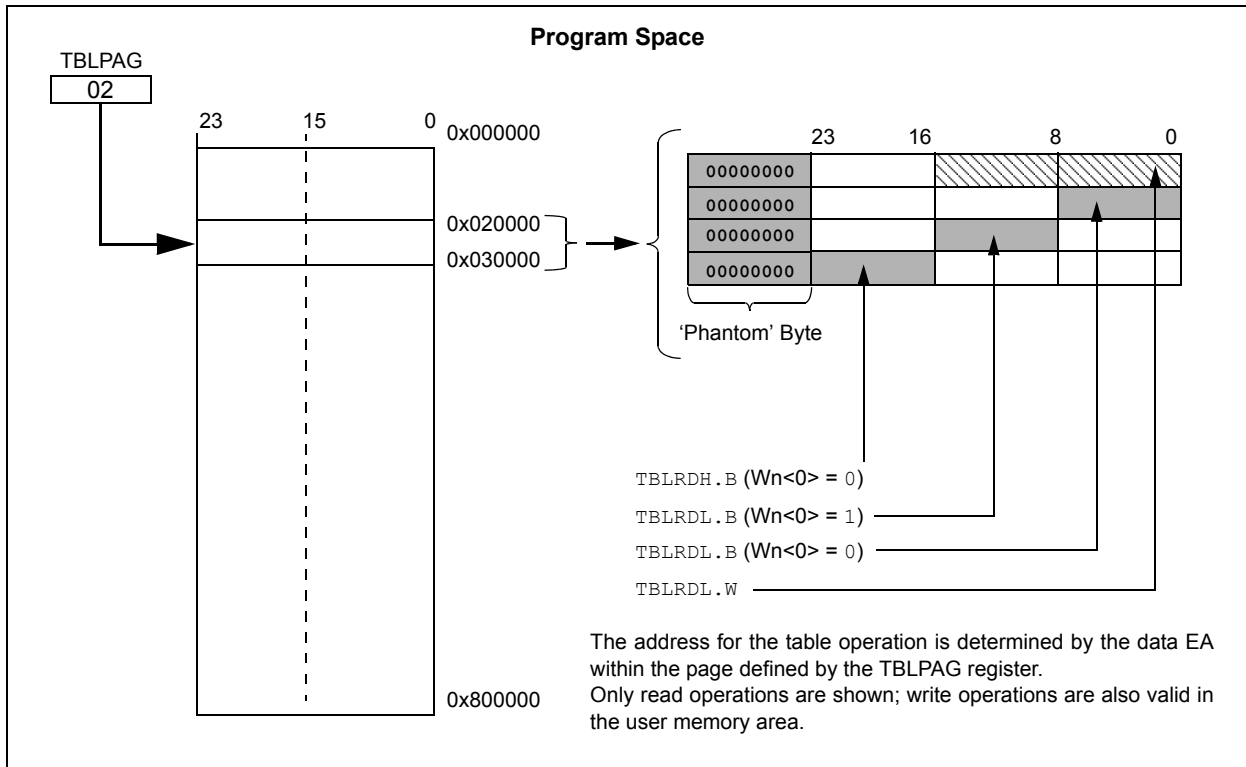 Program Space
TBLPAG
02
23 15 0
0x000000
0x020000
0x030000
0x800000
23 16 8 0
00000000
00000000
00000000
00000000
‘Phantom’ Byte
TBLRDH.B (Wn<0> = 0)
TBLRDL.B (Wn<0> = 1)
TBLRDL.B (Wn<0> = 0)
TBLRDL.W
The address for the table operation is determined by the data EA
within the page defined by the TBLPAG register.
Only read operations are shown; write operations are also valid in
the user memory area.